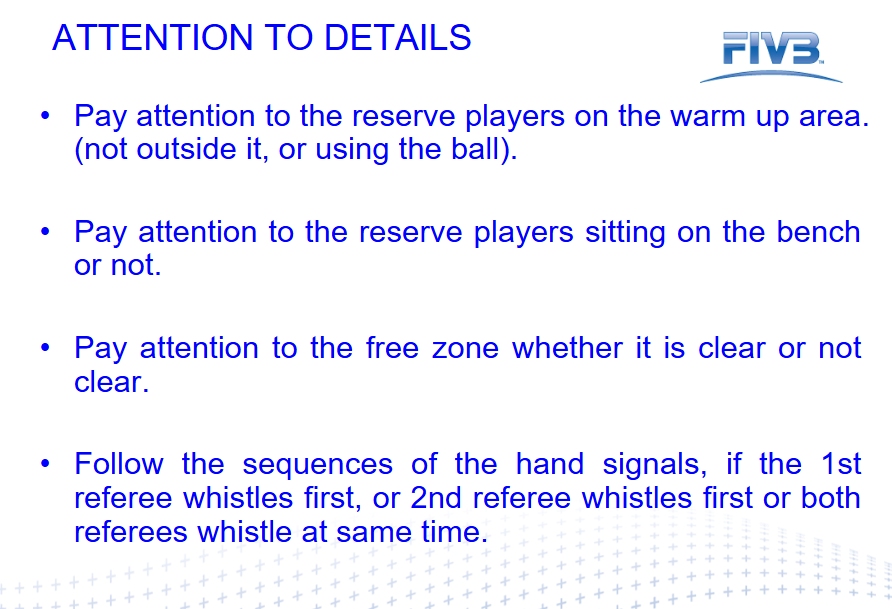 ATTENTION TO DETAILS
FIVB™
• Pay attention to the reserve players on the warm up area.
(not outside it, or using the ball).
• Pay attention to the reserve players sitting on the bench
or not.
• Pay attention to the free zone whether it is clear or not
clear.
• Follow the sequences of the hand signals, if the 1st
referee whistles first, or 2nd referee whistles first or both
referees whistle at same time.